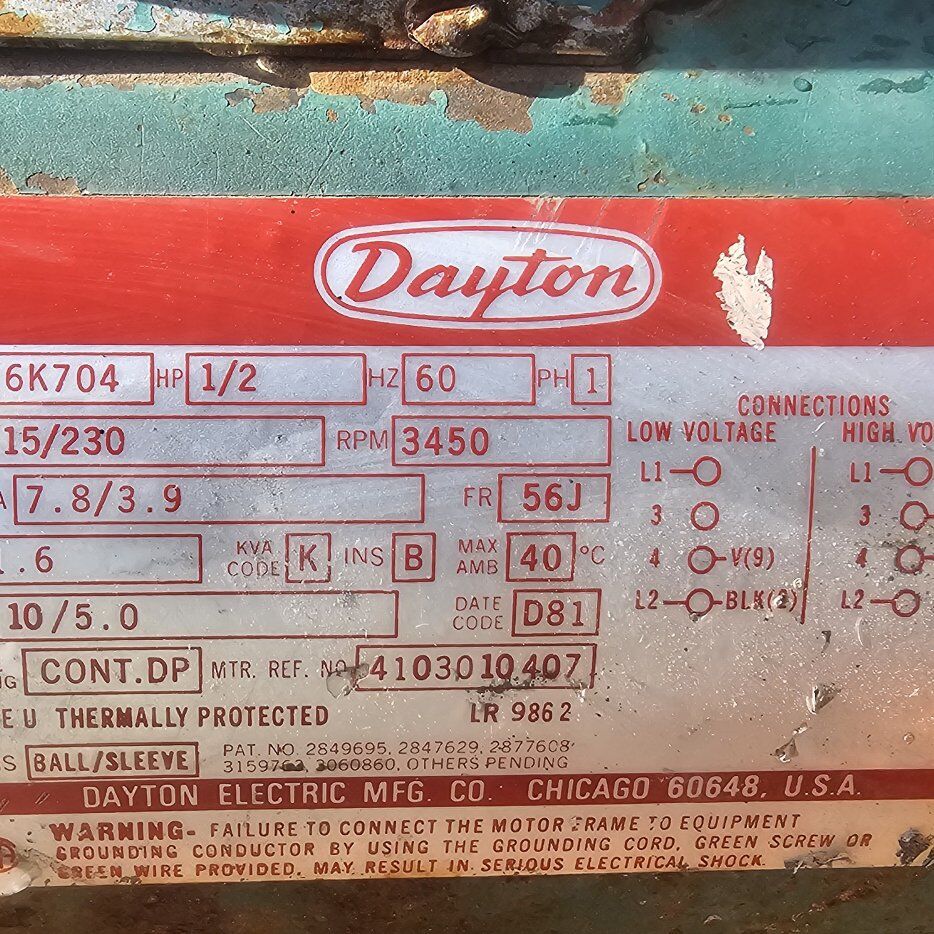 Dayton
6K704 HP 1/2 HZ 60 PH 1
15/230 RPM 3450
A 7.8/3.9 FR 56J
.6 KVA CODE K INS B MAX AMB 40 °C
10/5.0 DATE CODE D81
CONT.DP MTR. REF. NO. 4103010407
E U THERMALLY PROTECTED LR 9862
S BALL/SLEEVE PAT. NO. 2849695, 2847629, 2877608
3060860, OTHERS PENDING
CONNECTIONS
LOW VOLTAGE HIGH VO
L1 L1
3 3
4 V(9) 4
L2 BLK L2
DAYTON ELECTRIC MFG. CO. CHICAGO 60648, U.S.A.
WARNING- FAILURE TO CONNECT THE MOTOR FRAME TO EQUIPMENT
GROUNDING CONDUCTOR BY USING THE GROUNDING CORD, GREEN SCREW OR
GREEN WIRE PROVIDED, MAY RESULT IN SERIOUS ELECTRICAL SHOCK.